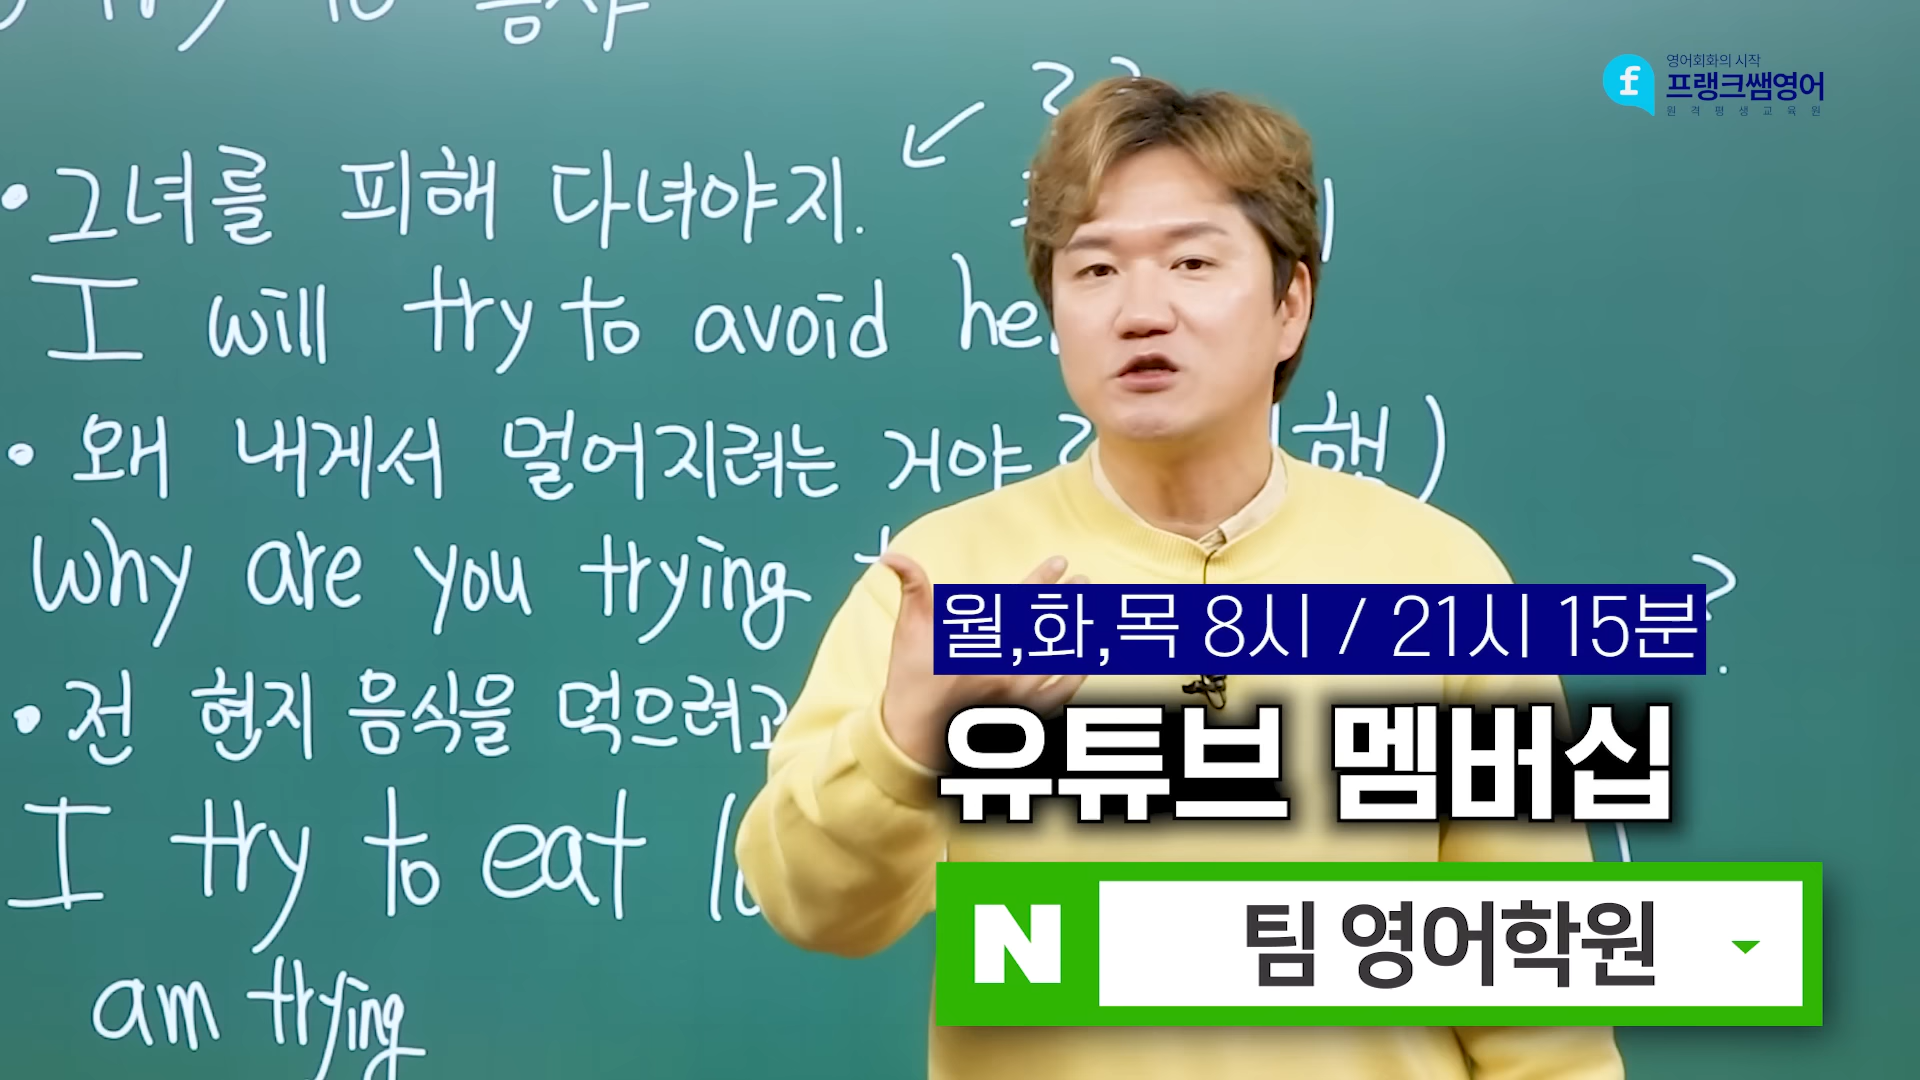 try to 동사
영어회화의 시작
프랭크쌤영어
원격평생교육원
• 그녀를 피해 다녀야지.
I will try to avoid
• 왜 내게서 멀어지려는 거야
Why are you trying ?
• 전 현지 음식을 먹으려고
I try to eat
am trying
월,화,목 8시 / 21시 15분
유튜브 멤버십
N 팀 영어학원